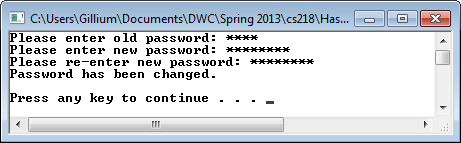 C:\Users\Gillium\Documents\DWC\Spring 2013\cs218\Has...
Please enter old password: ****
Please enter new password: ********
Please re-enter new password: ********
Password has been changed.
Press any key to continue . . . _